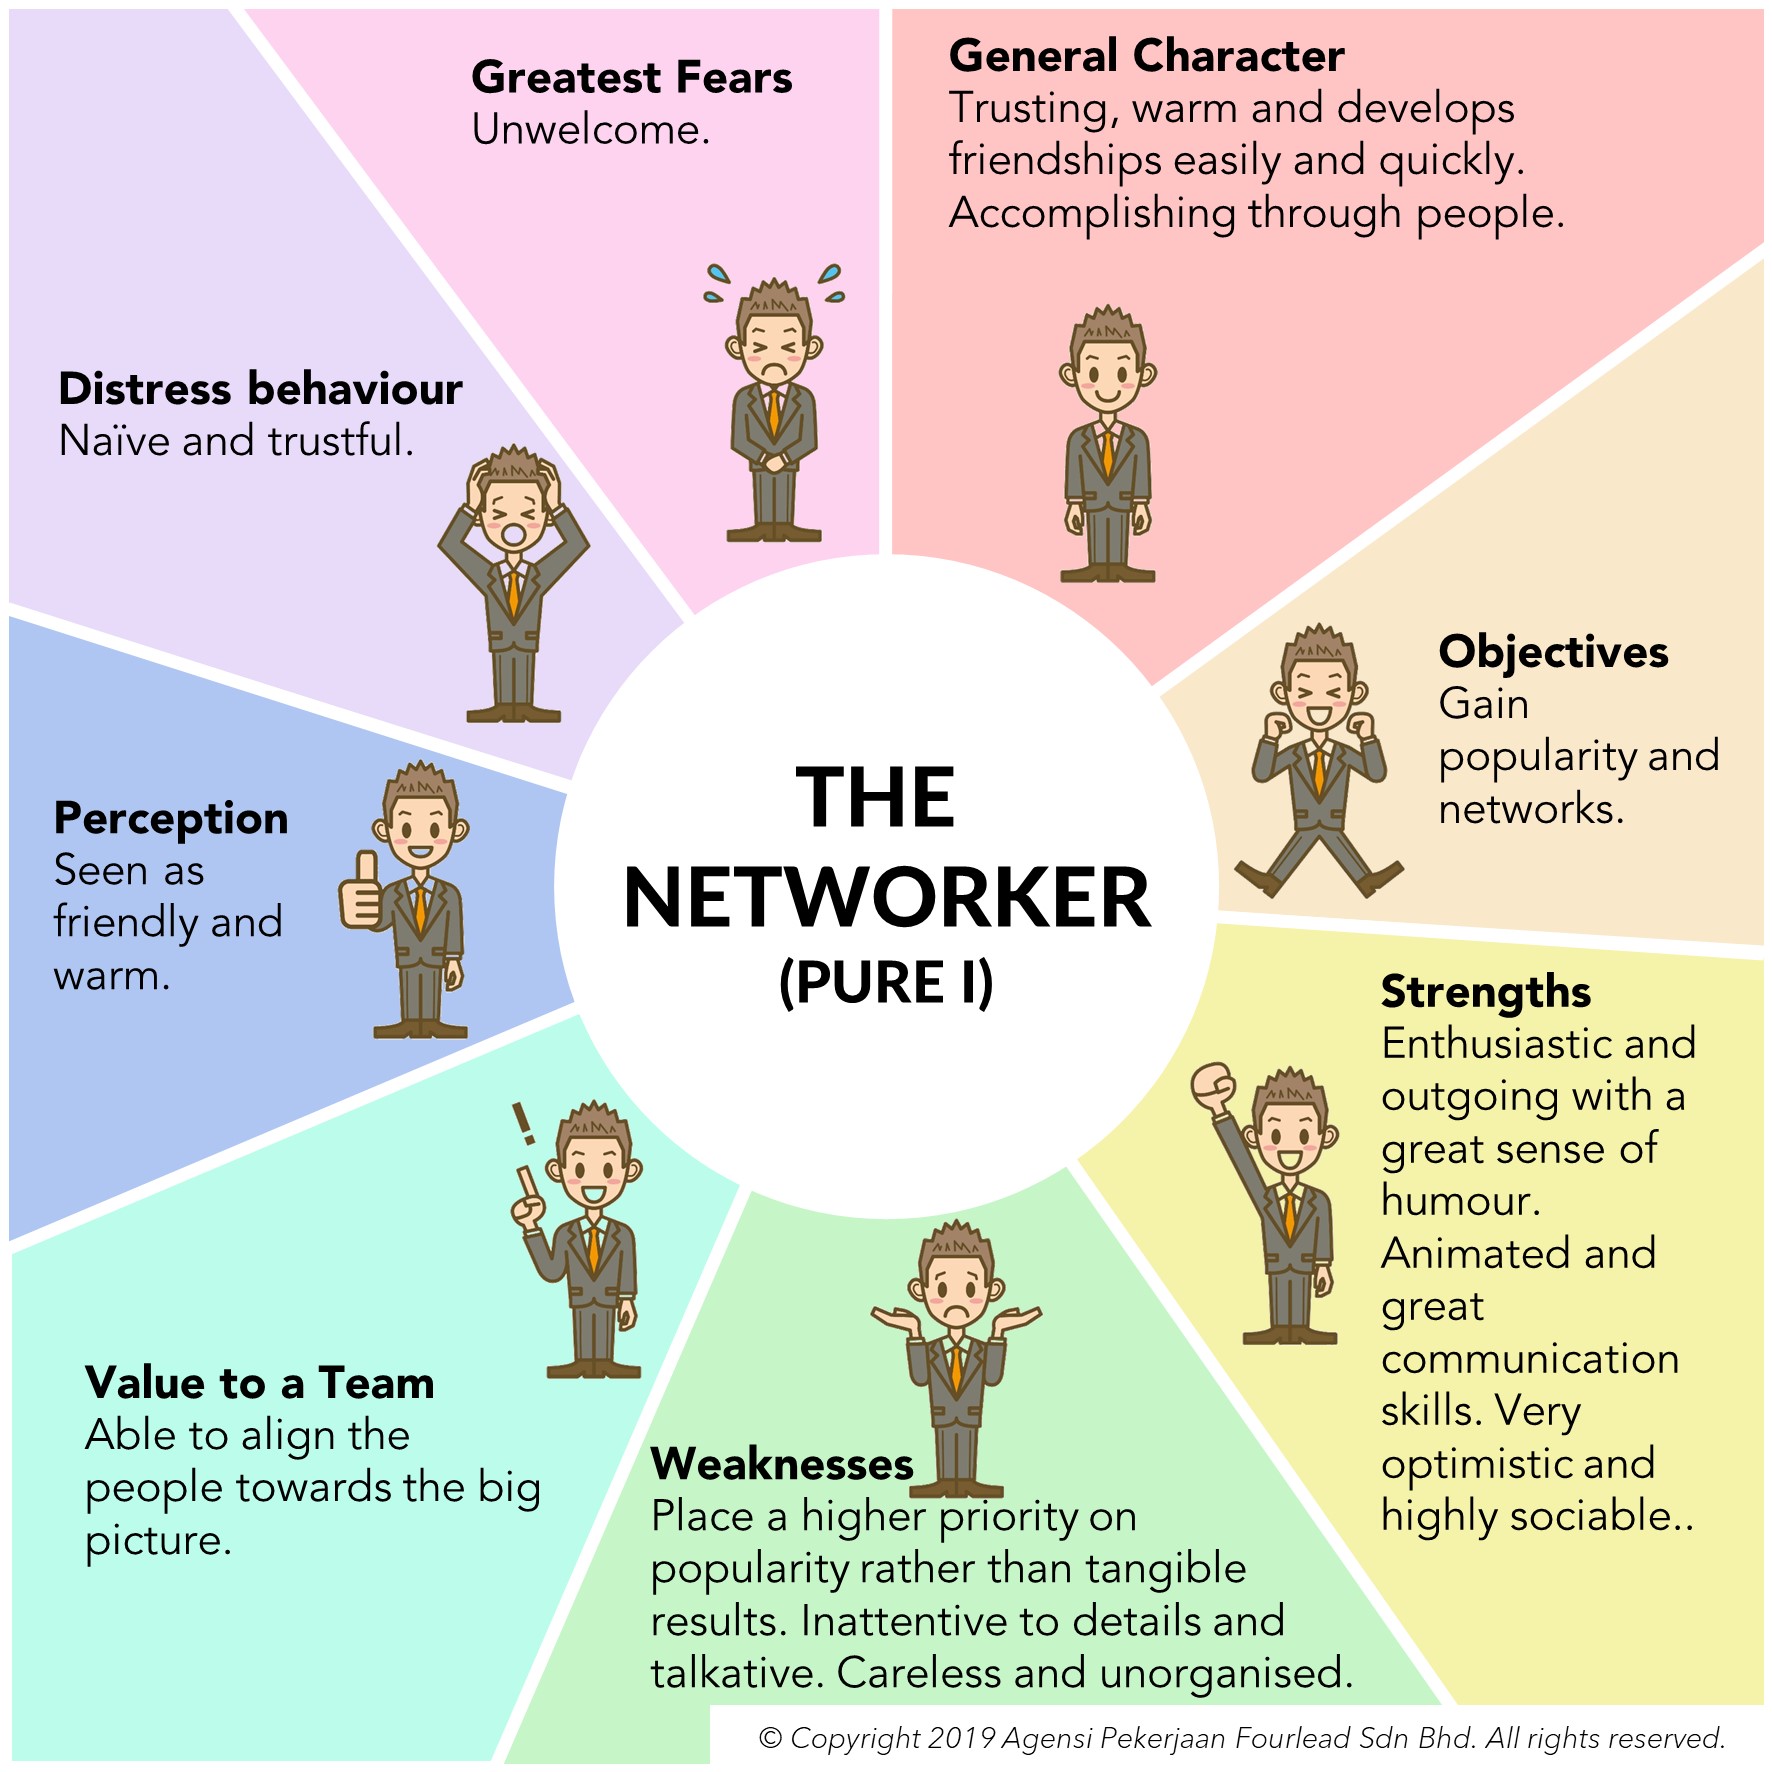 Greatest Fears
Unwelcome.
General Character
Trusting, warm and develops
friendships easily and quickly.
Accomplishing through people.
Distress behaviour
Naïve and trustful.
Objectives
Gain
popularity and
networks.
THE
NETWORKER
(PURE I)
Perception
Seen as
friendly and
warm.
Strengths
Enthusiastic and
outgoing with a
great sense of
humour.
Animated and
great
communication
skills. Very
optimistic and
highly sociable..
!
Value to a Team
Able to align the
people towards the big
picture.
Weaknesses
Place a higher priority on
popularity rather than tangible
results. Inattentive to details and
talkative. Careless and unorganised.
© Copyright 2019 Agensi Pekerjaan Fourlead Sdn Bhd. All rights reserved.